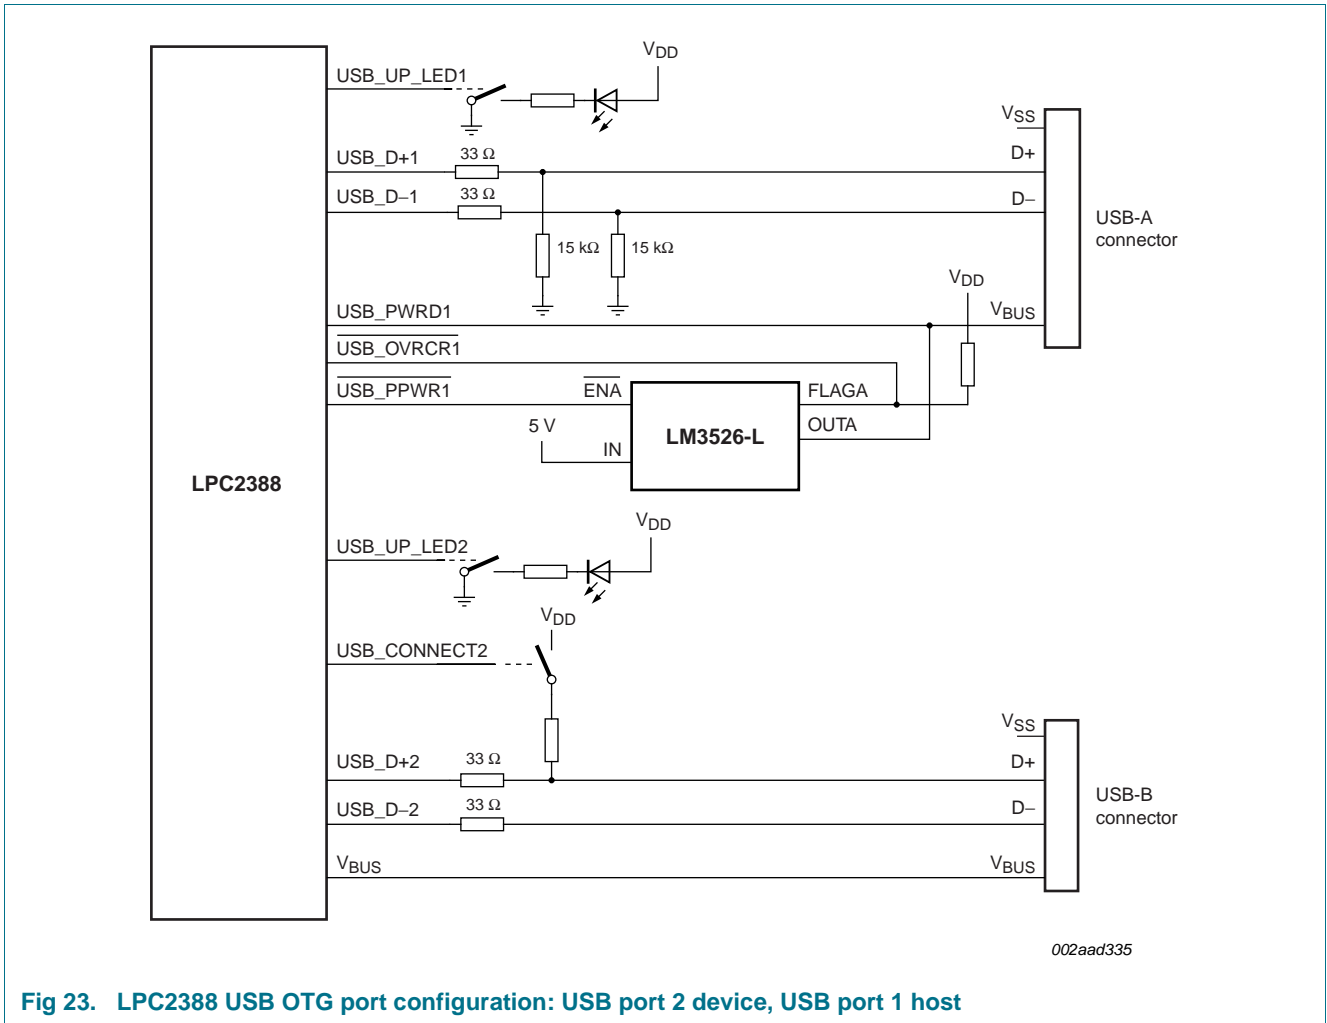 VDD
USB_UP_LED1
VSS
USB_D+1
33 Ω
D+
USB_D−1
33 Ω
D−
USB-A
connector
15 kΩ
15 kΩ
VDD
USB_PWRD1
VBUS
USB_OVRCR1
USB_PPWR1
ENA
FLAGA
5 V
OUTA
IN
LM3526-L
LPC2388
VDD
USB_UP_LED2
VDD
USB_CONNECT2
VSS
USB_D+2
33 Ω
D+
USB-B
connector
USB_D−2
33 Ω
D−
VBUS
VBUS
002aad335
Fig 23. LPC2388 USB OTG port configuration: USB port 2 device, USB port 1 host